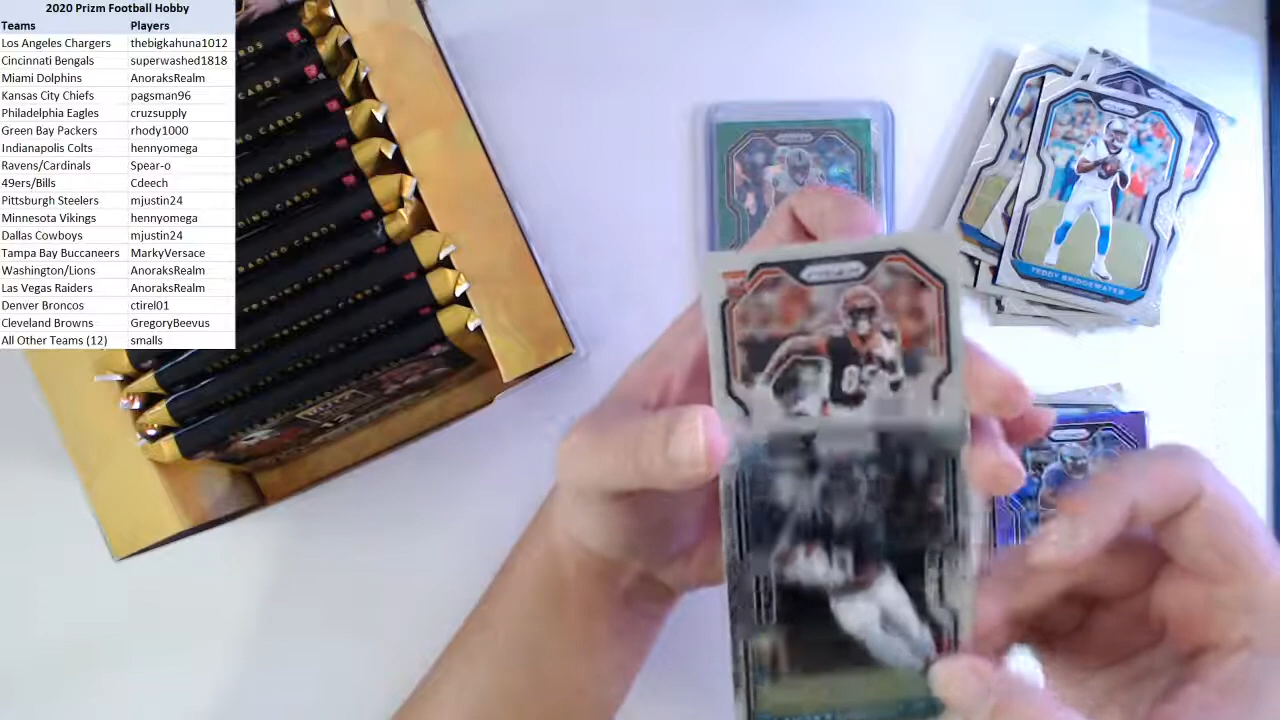 2020 Prizm Football Hobby
Teams Players
Los Angeles Chargers thebigkahuna1012
Cincinnati Bengals superwashed1818
Miami Dolphins AnoraksRealm
Kansas City Chiefs pagsman96
Philadelphia Eagles cruzsupply
Green Bay Packers rhody1000
Indianapolis Colts hennyomega
Ravens/Cardinals Spear-o
49ers/Bills Cdeech
Pittsburgh Steelers mjustin24
Minnesota Vikings hennyomega
Dallas Cowboys mjustin24
Tampa Bay Buccaneers MarkyVersace
Washington/Lions AnoraksRealm
Las Vegas Raiders AnoraksRealm
Denver Broncos ctirel01
Cleveland Browns GregoryBeevus
All Other Teams (12) smalls
TRADING CARDS
TEDDY BRIDGEWATER